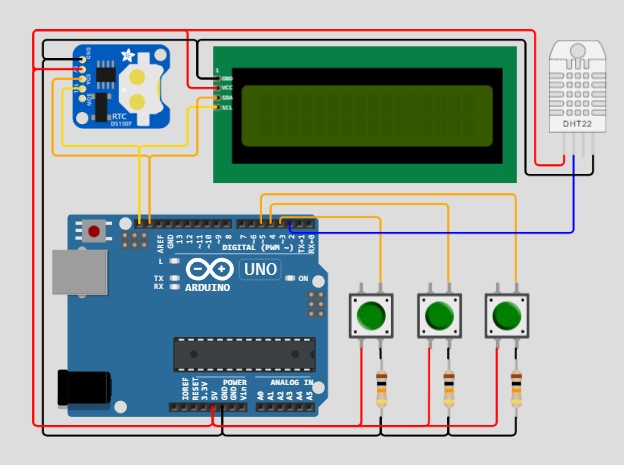 GND
SDA
SCL
SQW
RTC
DS1307
1
GND
VCC
SDA
SCL
DHT22
AREF
GND
13
12
~11
~10
~9
8
7
~6
~5
4
~3
2
TX→1
RX←0
DIGITAL (PWM ~)
L
TX
RX
ARDUINO
UNO
ON
IOREF
RESET
3.3V
5V
GND
GND
Vin
POWER
ANALOG IN
A0
A1
A2
A3
A4
A5